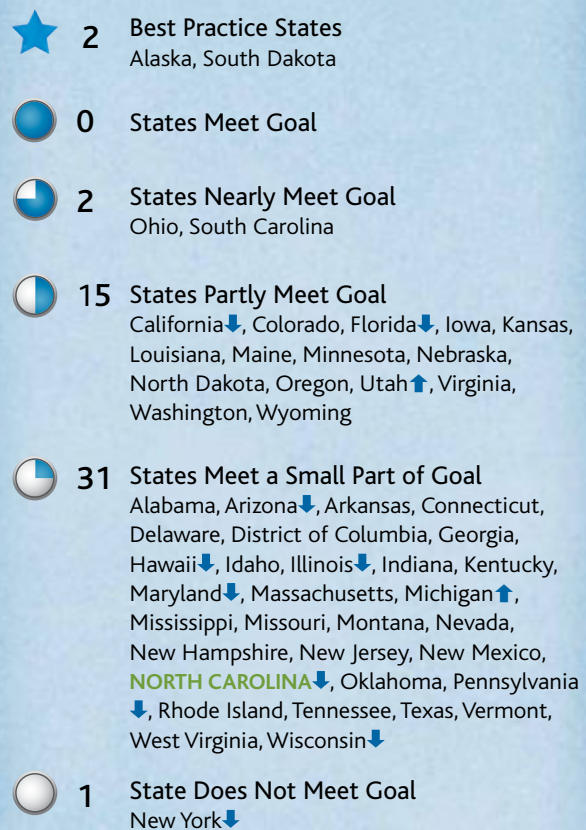 2 Best Practice States
Alaska, South Dakota
0 States Meet Goal
2 States Nearly Meet Goal
Ohio, South Carolina
15 States Partly Meet Goal
California⬇, Colorado, Florida⬇, Iowa, Kansas,
Louisiana, Maine, Minnesota, Nebraska,
North Dakota, Oregon, Utah⬆, Virginia,
Washington, Wyoming
31 States Meet a Small Part of Goal
Alabama, Arizona⬇, Arkansas, Connecticut,
Delaware, District of Columbia, Georgia,
Hawaii⬇, Idaho, Illinois⬇, Indiana, Kentucky,
Maryland⬇, Massachusetts, Michigan⬆,
Mississippi, Missouri, Montana, Nevada,
New Hampshire, New Jersey, New Mexico,
NORTH CAROLINA⬇, Oklahoma, Pennsylvania
⬇, Rhode Island, Tennessee, Texas, Vermont,
West Virginia, Wisconsin⬇
1 State Does Not Meet Goal
New York⬇